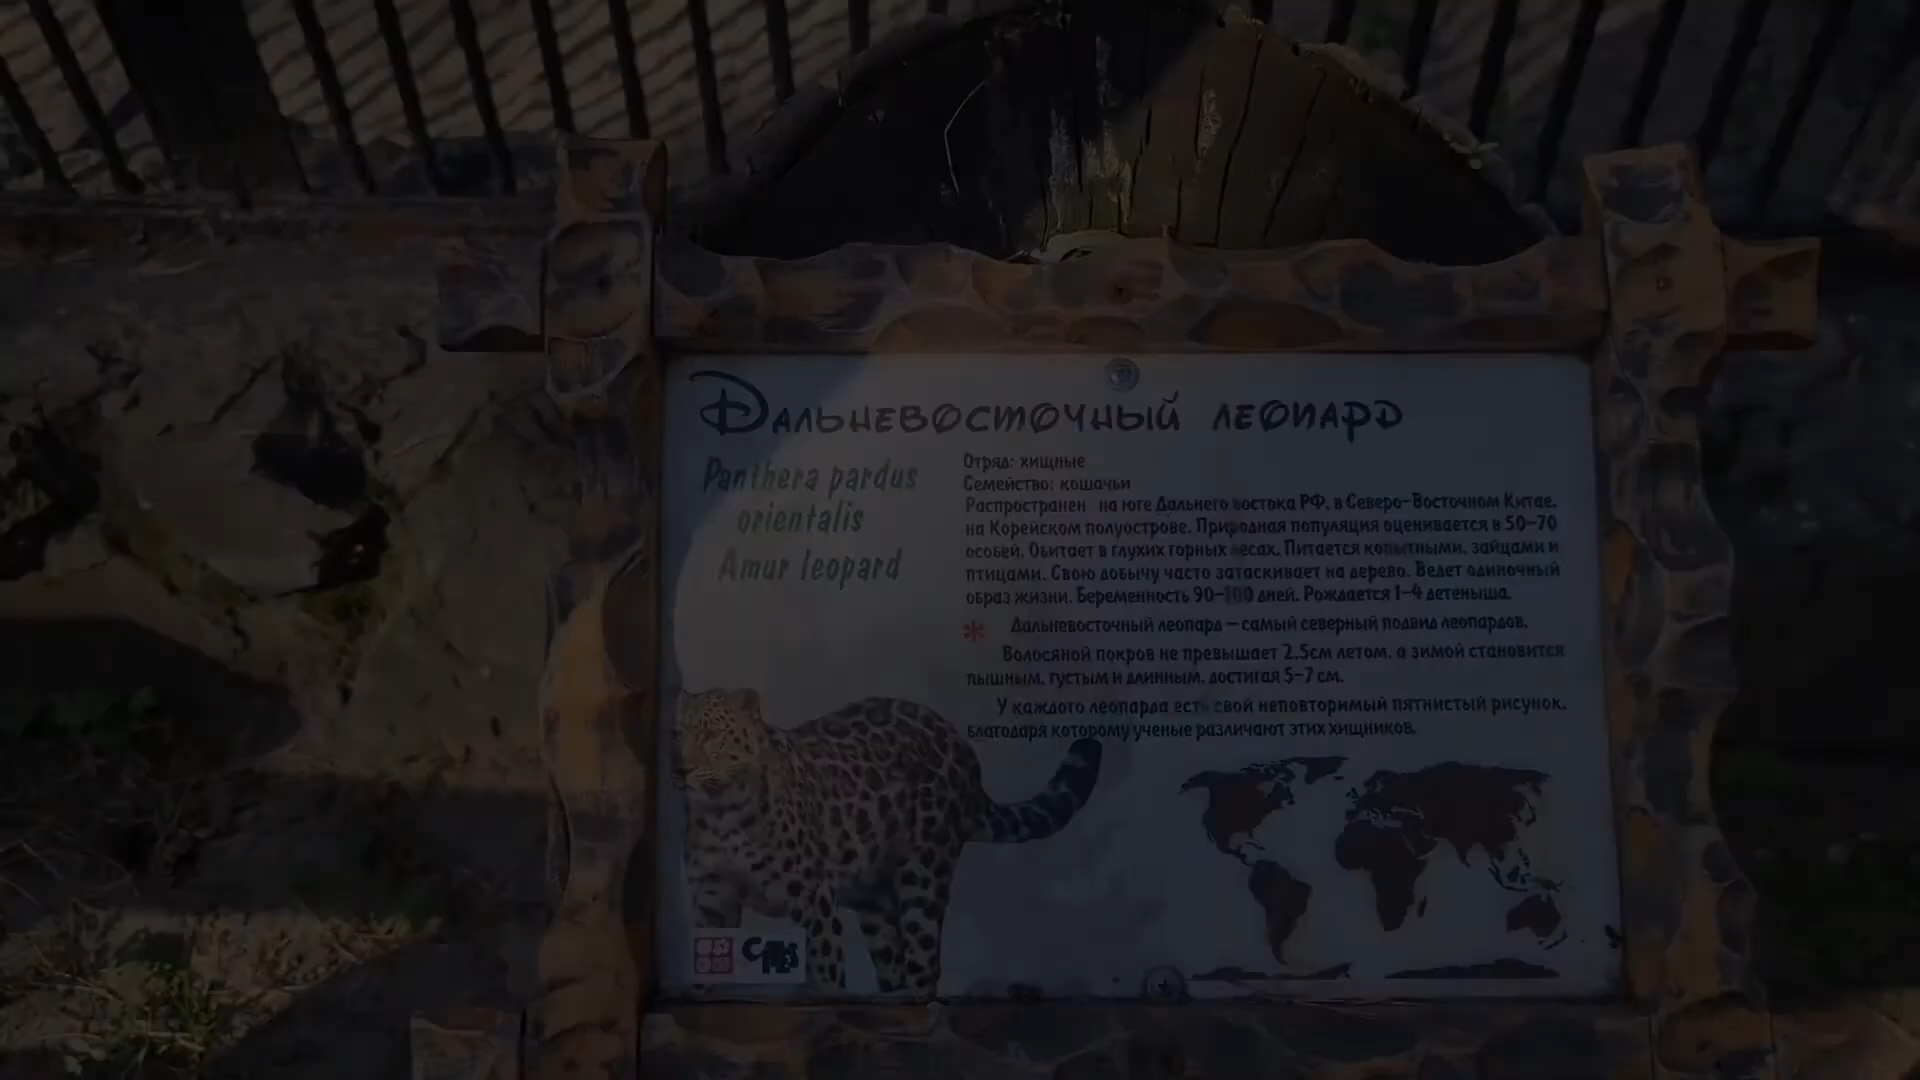 Дальневосточный леопард
Panthera pardus
orientalis
Amur leopard
Отряд: хищные
Семейство: кошачьи
Распространен на юге Дальнего востока РФ, в Северо-Восточном Китае,
на Корейском полуострове. Природная популяция оценивается в 50-70
особей. Обитает в глухих горных лесах. Питается копытными, зайцами и
птицами. Свою добычу часто затаскивает на дерево. Ведет одиночный
образ жизни. Беременность 90-100 дней. Рождается 1-4 детеныша.
* Дальневосточный леопард – самый северный подвид леопардов.
Волосяной покров не превышает 2.5см летом, а зимой становится
пышным, густым и длинным, достигая 5-7 см.
У каждого леопарда есть свой неповторимый пятнистый рисунок,
благодаря которому ученые различают этих хищников.